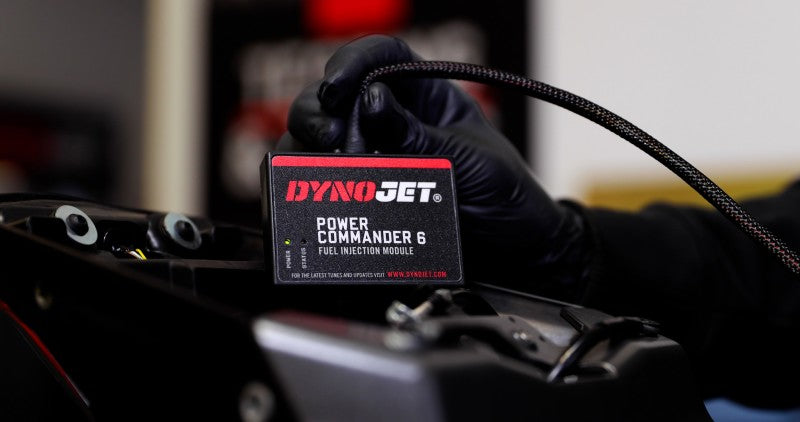 DYNOJET®
POWER
COMMANDER 6
FUEL INJECTION MODULE
POWER
STATUS
FOR THE LATEST TUNES AND UPDATES VISIT WWW.DYNOJET.COM